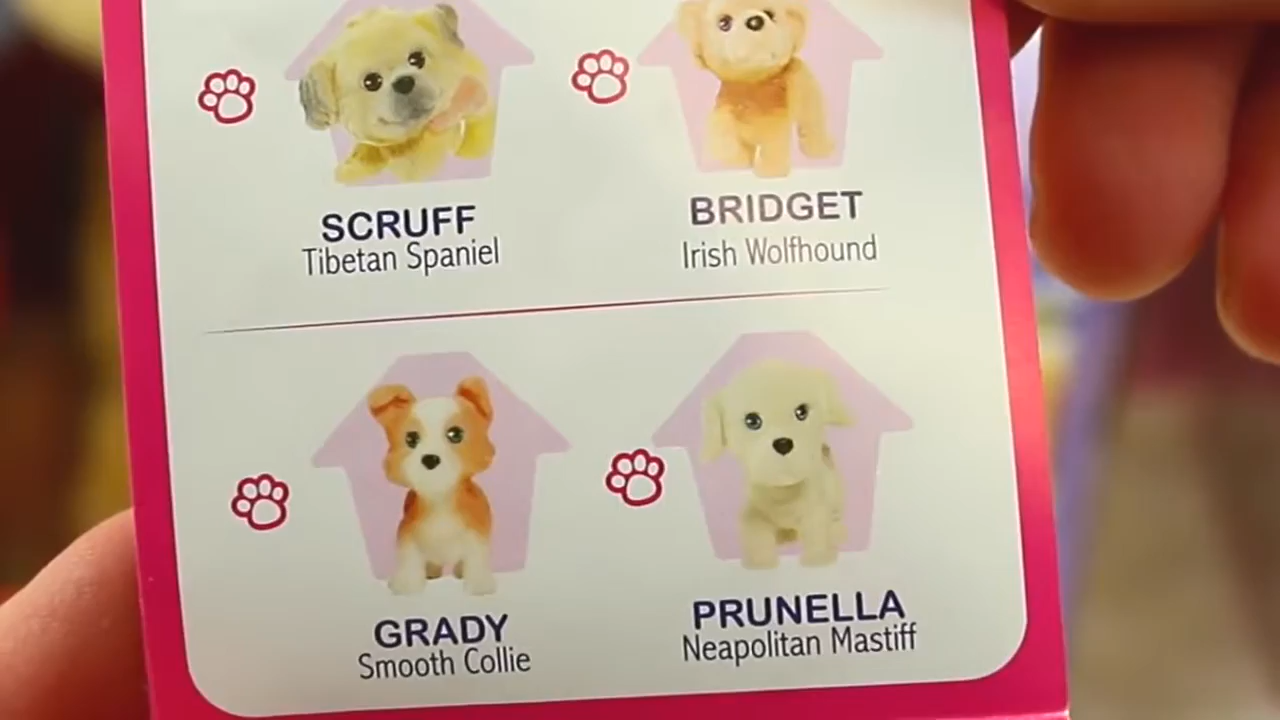 SCRUFF
Tibetan Spaniel
BRIDGET
Irish Wolfhound
GRADY
Smooth Collie
PRUNELLA
Neapolitan Mastiff